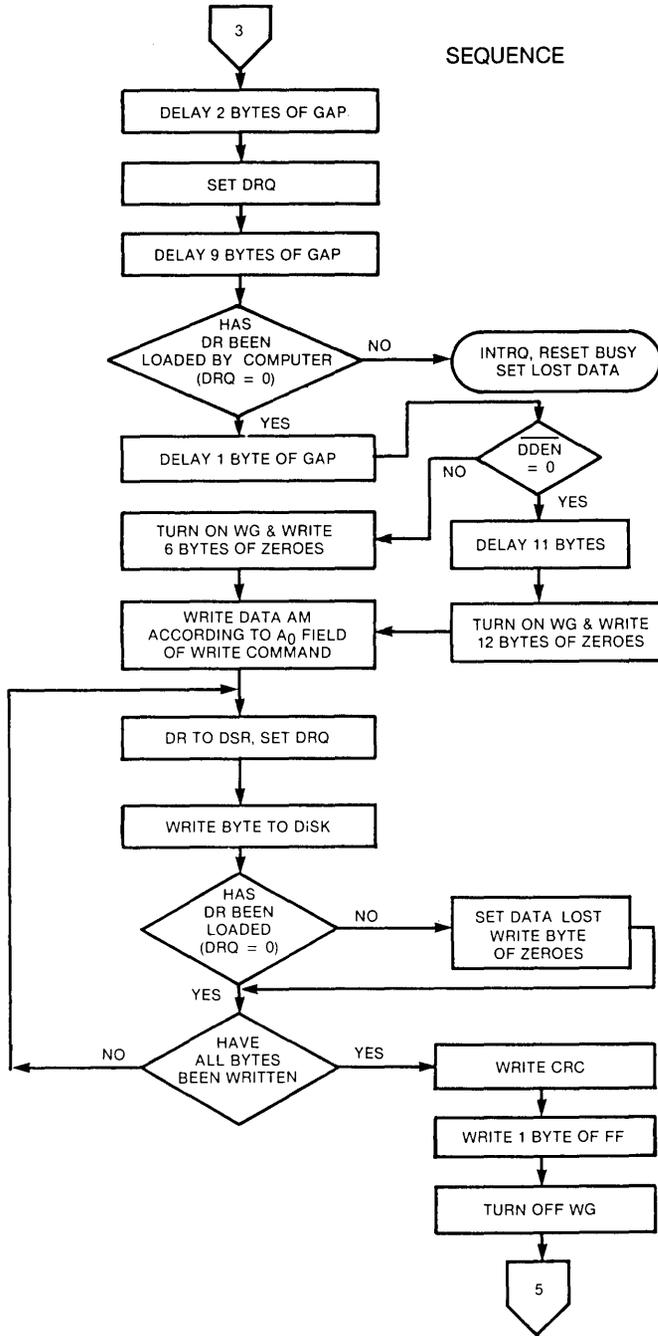 3
SEQUENCE
DELAY 2 BYTES OF GAP
SET DRQ
DELAY 9 BYTES OF GAP
HAS
DR BEEN
LOADED BY COMPUTER
(DRQ = 0)
NO
INTRQ, RESET BUSY
SET LOST DATA
YES
DELAY 1 BYTE OF GAP
DDEN
= 0
NO
YES
TURN ON WG & WRITE
6 BYTES OF ZEROES
DELAY 11 BYTES
WRITE DATA AM
ACCORDING TO A0 FIELD
OF WRITE COMMAND
TURN ON WG & WRITE
12 BYTES OF ZEROES
DR TO DSR, SET DRQ
WRITE BYTE TO DiSK
HAS
DR BEEN
LOADED
(DRQ = 0)
NO
SET DATA LOST
WRITE BYTE
OF ZEROES
YES
HAVE
ALL BYTES
BEEN WRITTEN
NO
YES
WRITE CRC
WRITE 1 BYTE OF FF
TURN OFF WG
5